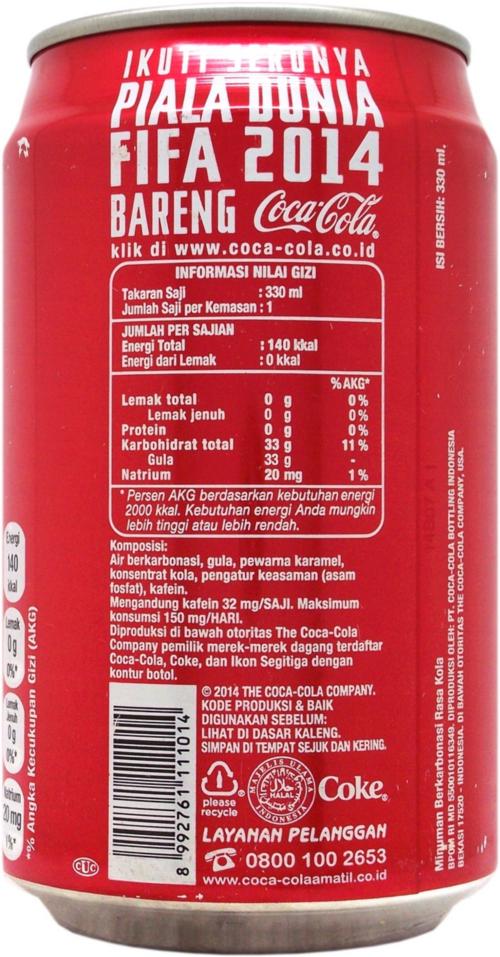 IKUTI SERUNYA
PIALA DUNIA
FIFA 2014
BARENG Coca-Cola
klik di www.coca-cola.co.id
INFORMASI NILAI GIZI
Takaran Saji : 330 ml
Jumlah Saji per Kemasan : 1
JUMLAH PER SAJIAN
Energi Total : 140 kkal
Energi dari Lemak : 0 kkal
%AKG*
Lemak total 0 g 0%
Lemak jenuh 0 g 0%
Protein 0 g 0%
Karbohidrat total 33 g 11%
Gula 33 g -
Natrium 20 mg 1%
*Persen AKG berdasarkan kebutuhan energi
2000 kkal. Kebutuhan energi Anda mungkin
lebih tinggi atau lebih rendah.
Komposisi:
Air berkarbonasi, gula, pewarna karamel,
konsentrat kola, pengatur keasaman (asam
fosfat), kafein.
Mengandung kafein 32 mg/SAJI. Maksimum
konsumsi 150 mg/HARI.
Diproduksi di bawah otoritas The Coca-Cola
Company pemilik merek-merek dagang terdaftar
Coca-Cola, Coke, dan Ikon Segitiga dengan
kontur botol.
© 2014 THE COCA-COLA COMPANY.
KODE PRODUKSI & BAIK
DIGUNAKAN SEBELUM:
LIHAT DI DASAR KALENG.
SIMPAN DI TEMPAT SEJUK DAN KERING.
8 992761 111014
please
recycle
MAJELIS ULAMA
HALAL
INDONESIA
Coke
LAYANAN PELANGGAN
0800 100 2653
www.coca-colaamatil.co.id
CUC
Energi
140
kkal
Lemak
0g
0%*
Lemak
Jenuh
0g
0%*
Natrium
20mg
1%*
*% Angka Kecukupan Gizi (AKG)
ISI BERSIH: 330 ml.
Minuman Berkarbonasi Rasa Kola
BPOM RI MD 550010116349. DIPRODUKSI OLEH: PT. COCA-COLA BOTTLING INDONESIA
BEKASI 17520 - INDONESIA. DI BAWAH OTORITAS THE COCA-COLA COMPANY, USA.